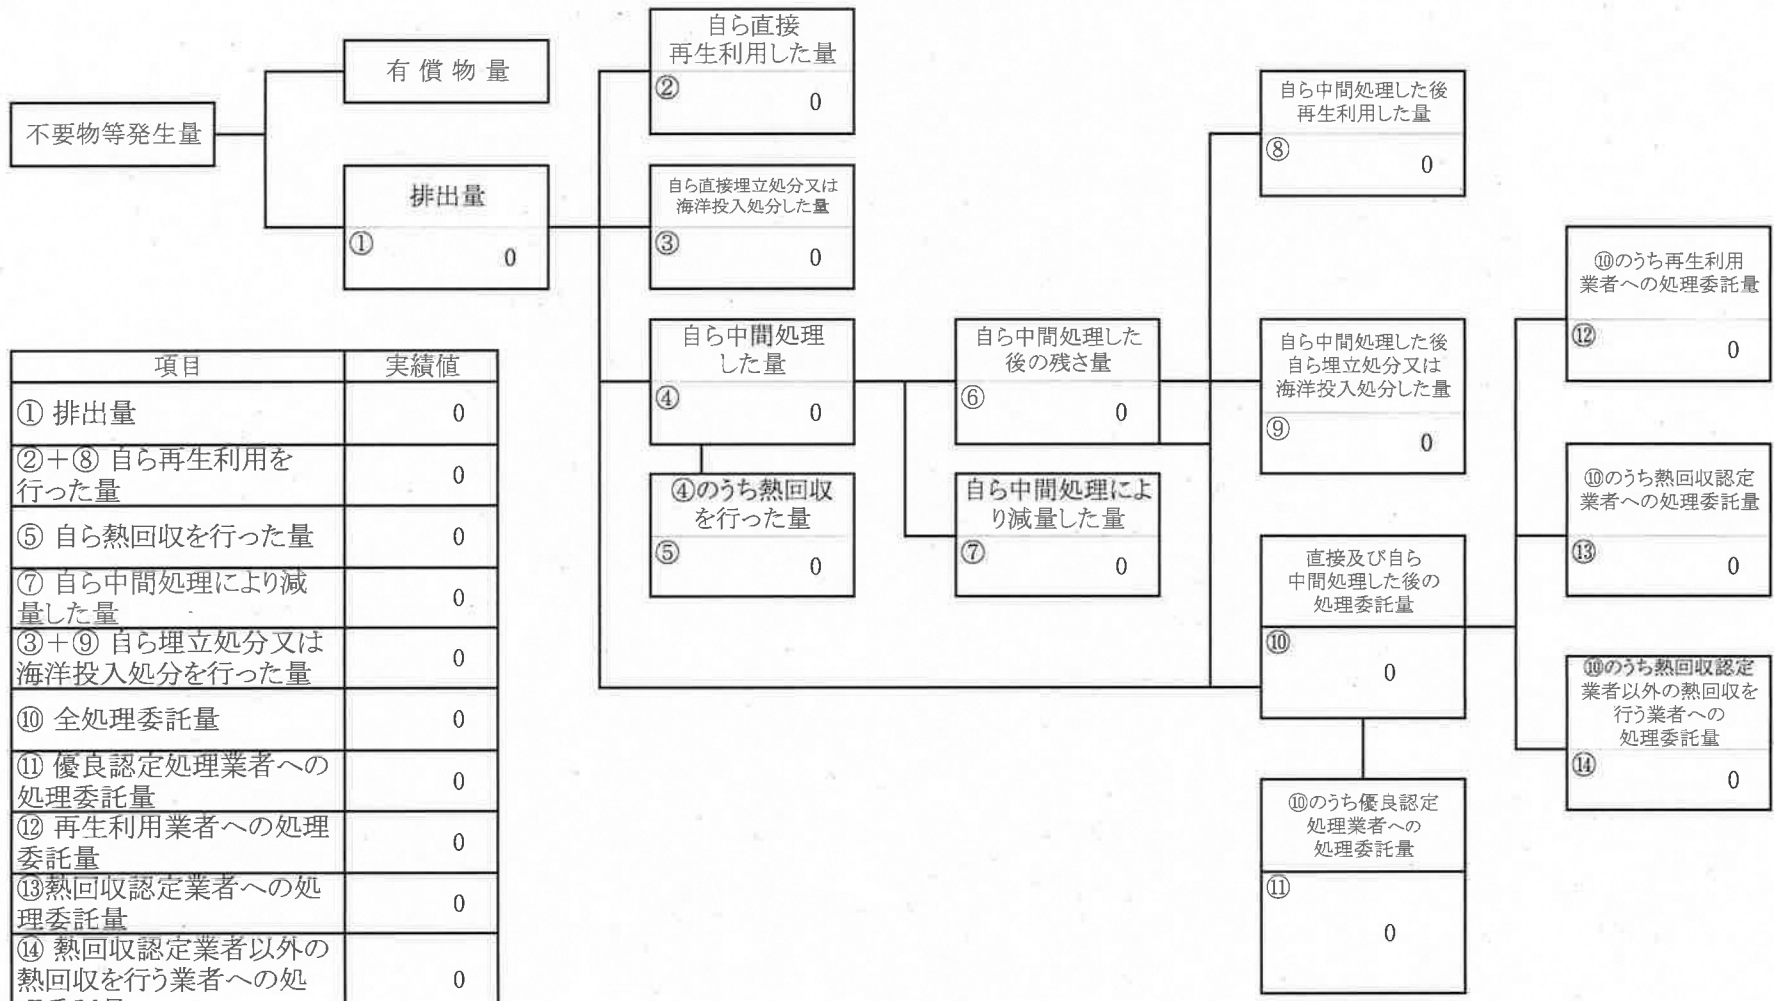 不要物等発生量
有償物量
排出量
①
0
自ら直接
再生利用した量
②
0
自ら直接埋立処分又は
海洋投入処分した量
③
0
自ら中間処理
した量
④
0
④のうち熱回収
を行った量
⑤
0
自ら中間処理した
後の残さ量
⑥
0
自ら中間処理によ
り減量した量
⑦
0
自ら中間処理した後
再生利用した量
⑧
0
自ら中間処理した後
自ら埋立処分又は
海洋投入処分した量
⑨
0
直接及び自ら
中間処理した後の
処理委託量
⑩
0
⑩のうち優良認定
処理業者への
処理委託量
⑪
0
⑩のうち再生利用
業者への処理委託量
⑫
0
⑩のうち熱回収認定
業者への処理委託量
⑬
0
⑩のうち熱回収認定
業者以外の熱回収を
行う業者への
処理委託量
⑭
0
項目 実績値
① 排出量 0
②+⑧ 自ら再生利用を
行った量 0
⑤ 自ら熱回収を行った量 0
⑦ 自ら中間処理により減
量した量 0
③+⑨ 自ら埋立処分又は
海洋投入処分を行った量 0
⑩ 全処理委託量 0
⑪ 優良認定処理業者への
処理委託量 0
⑫ 再生利用業者への処理
委託量 0
⑬熱回収認定業者への処
理委託量 0
⑭ 熱回収認定業者以外の
熱回収を行う業者への処 0